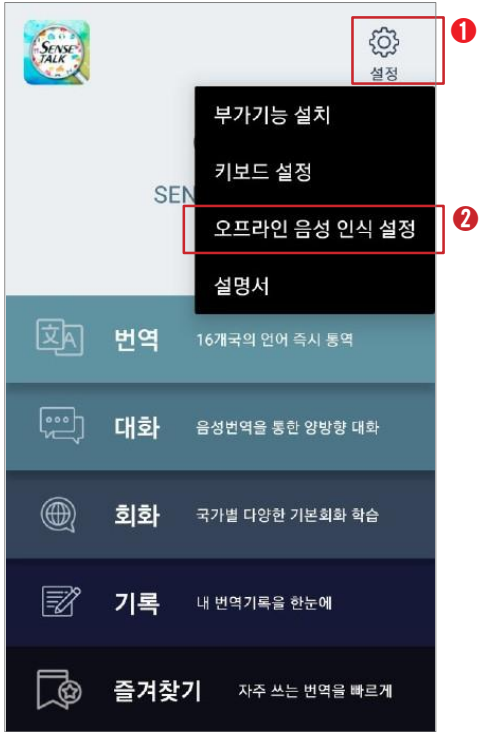 SENSE
TALK
설정
1
부가기능 설치
키보드 설정
SEN
오프라인 음성 인식 설정
2
설명서
文A
번역 16개국의 언어 즉시 통역
대화 음성번역을 통한 양방향 대화
회화 국가별 다양한 기본회화 학습
기록 내 번역기록을 한눈에
즐겨찾기 자주 쓰는 번역을 빠르게